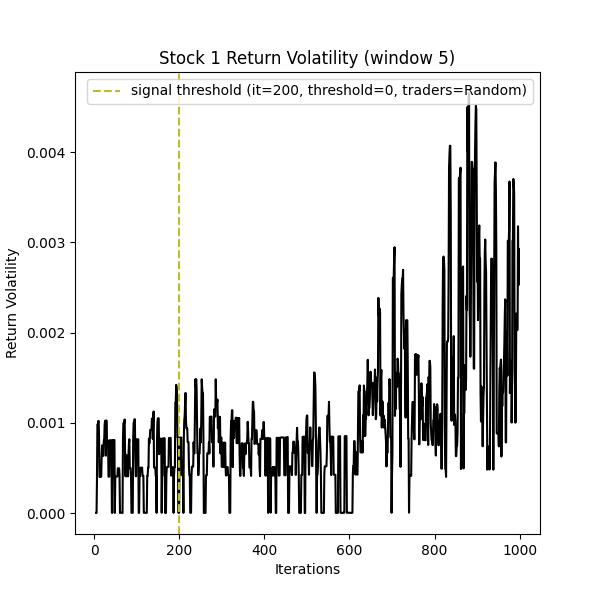 Stock 1 Return Volatility (window 5)
signal threshold (it=200, threshold=0, traders=Random)
Return Volatility
0.004
0.003
0.002
0.001
0.000
0 200 400 600 800 1000
Iterations